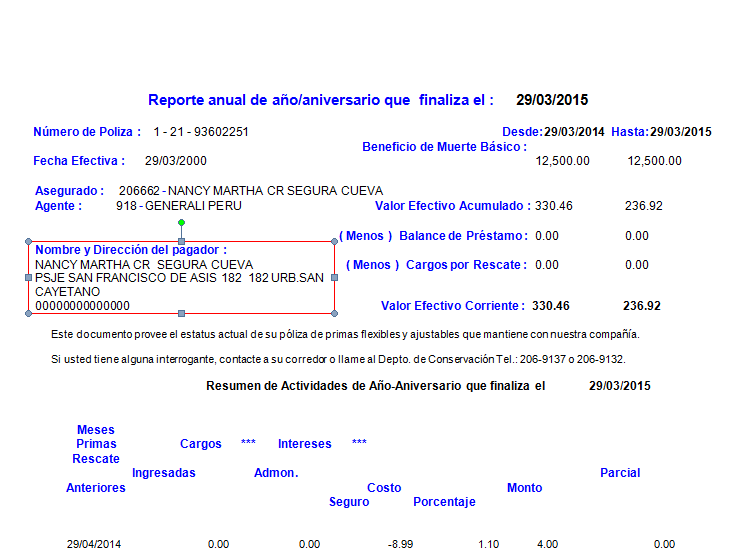 Reporte anual de año/aniversario que finaliza el : 29/03/2015
Número de Poliza : 1 - 21 - 93602251 Desde: 29/03/2014 Hasta: 29/03/2015
Beneficio de Muerte Básico :
Fecha Efectiva : 29/03/2000 12,500.00 12,500.00
Asegurado : 206662 - NANCY MARTHA CR SEGURA CUEVA
Agente : 918 - GENERALI PERU Valor Efectivo Acumulado : 330.46 236.92
( Menos ) Balance de Préstamo : 0.00 0.00
Nombre y Dirección del pagador :
NANCY MARTHA CR SEGURA CUEVA ( Menos ) Cargos por Rescate : 0.00 0.00
PSJE SAN FRANCISCO DE ASIS 182 182 URB.SAN
CAYETANO
00000000000000 Valor Efectivo Corriente : 330.46 236.92
Este documento provee el estatus actual de su póliza de primas flexibles y ajustables que mantiene con nuestra compañía.
Si usted tiene alguna interrogante, contacte a su corredor o llame al Depto. de Conservación Tel.: 206-9137 o 206-9132.
Resumen de Actividades de Año-Aniversario que finaliza el 29/03/2015
Meses
Primas Cargos *** Intereses ***
Rescate
Ingresadas Admon. Parcial
Anteriores Costo Monto
Seguro Porcentaje
29/04/2014 0.00 0.00 -8.99 1.10 4.00 0.00